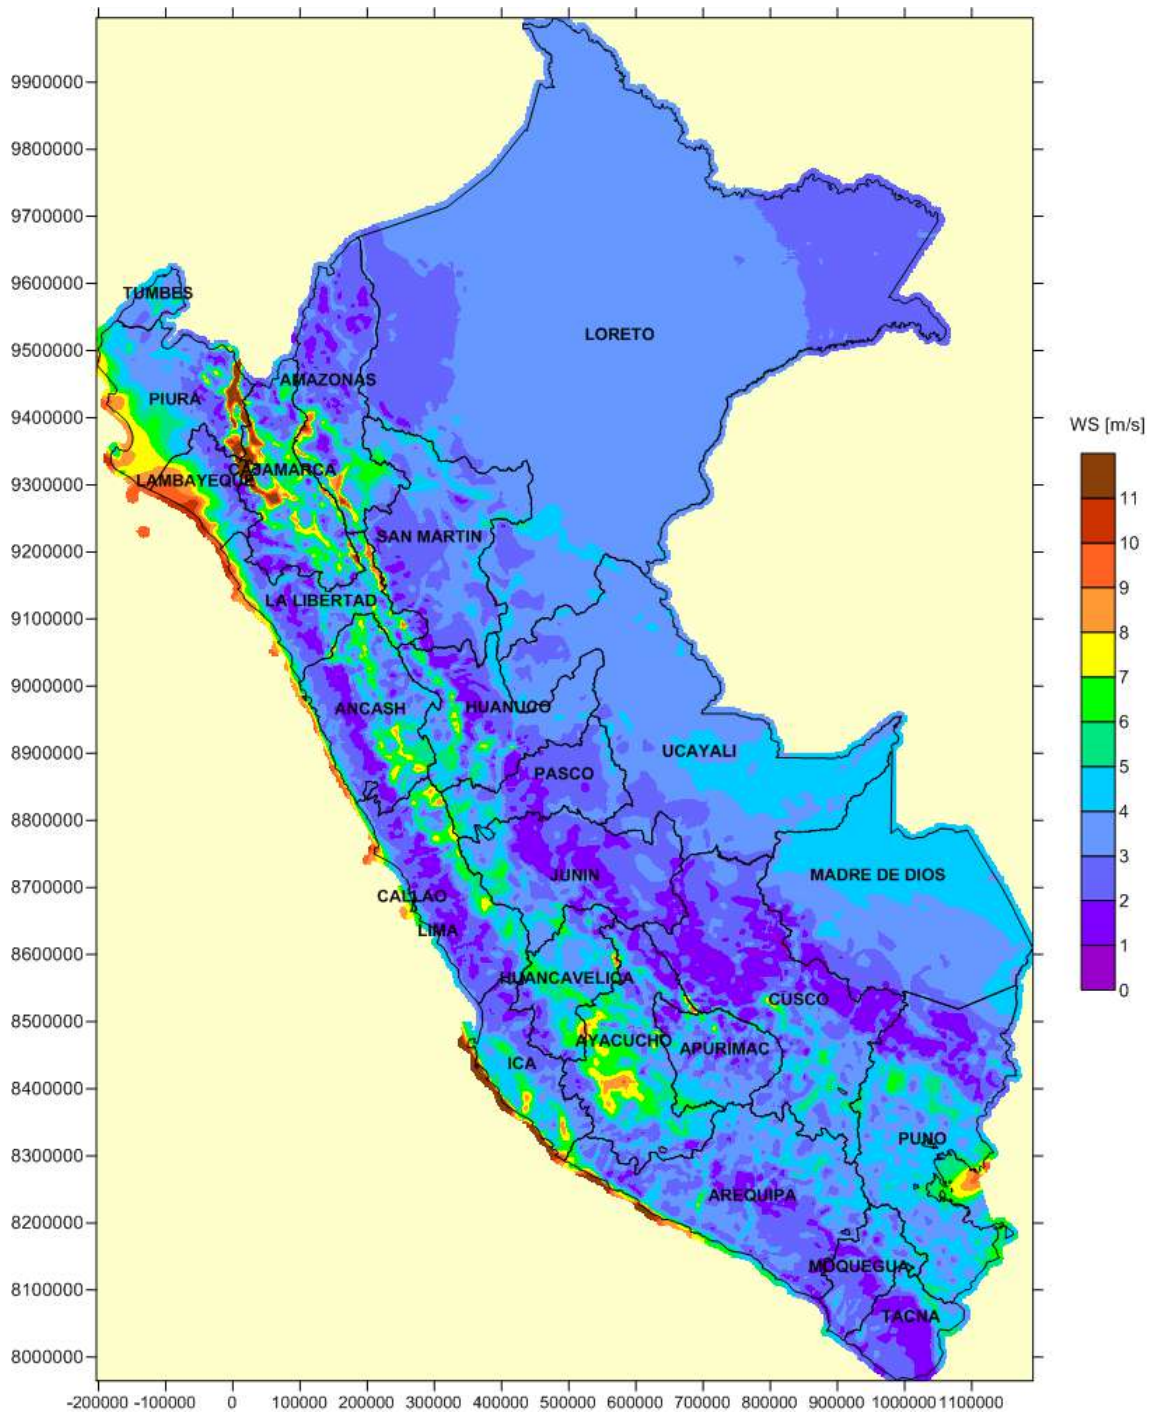 9900000
9800000
9700000
9600000
9500000
9400000
9300000
9200000
9100000
9000000
8900000
8800000
8700000
8600000
8500000
8400000
8300000
8200000
8100000
8000000
-200000 -100000 0 100000 200000 300000 400000 500000 600000 700000 800000 900000 1000000 1100000
TUMBES
LORETO
AMAZONAS
PIURA
CAJAMARCA
LAMBAYEQUE
SAN MARTIN
LA LIBERTAD
ANCASH
HUANUCO
UCAYALI
PASCO
JUNIN
MADRE DE DIOS
CALLAO
LIMA
HUANCAVELICA
CUSCO
AYACUCHO
APURIMAC
ICA
PUNO
AREQUIPA
MOQUEGUA
TACNA
WS [m/s]
11
10
9
8
7
6
5
4
3
2
1
0